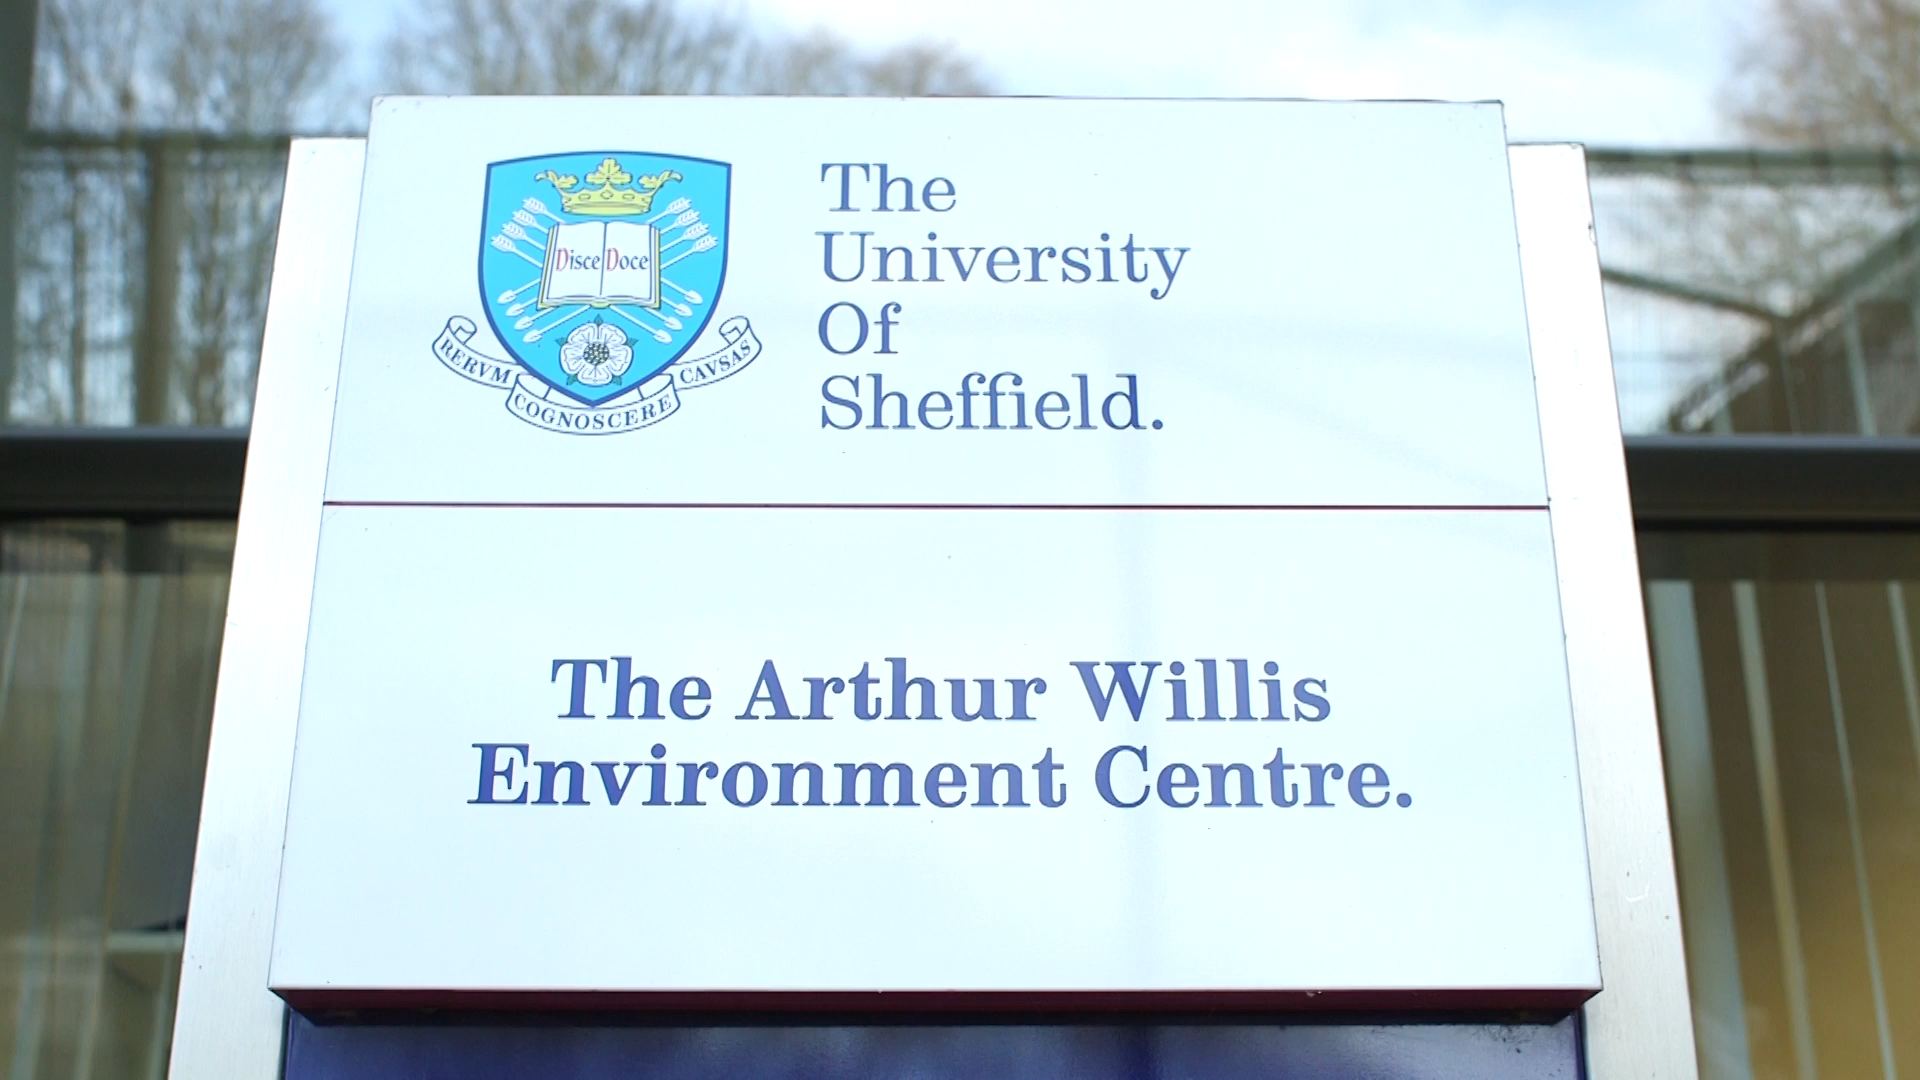 Disce Doce
RERVM COGNOSCERE CAVSAS
The
University
Of
Sheffield.
The Arthur Willis
Environment Centre.